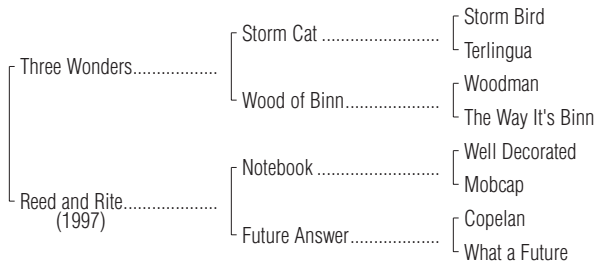 Storm Bird
Storm Cat ........................
Terlingua
Three Wonders.................
Woodman
Wood of Binn...................
The Way It's Binn
Well Decorated
Notebook .........................
Mobcap
Reed and Rite...................
(1997)
Copelan
Future Answer..................
What a Future